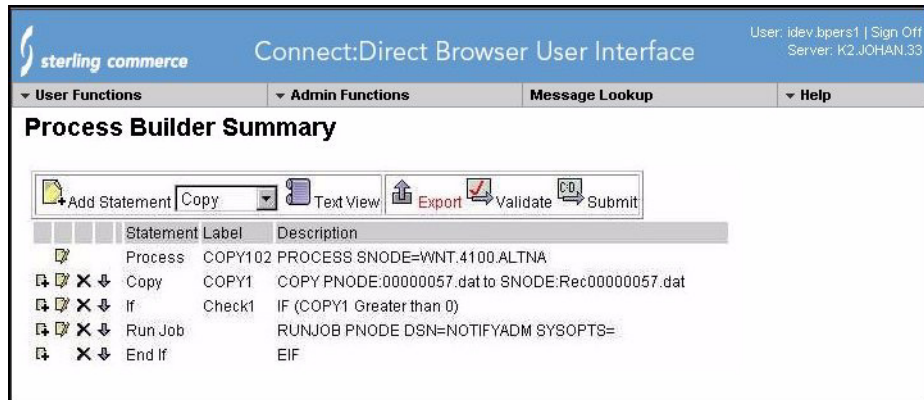 User: idev.bpers1 | Sign Off
sterling commerce
Connect:Direct Browser User Interface
Server: K2.JOHAN.33
User Functions Admin Functions Message Lookup Help
Process Builder Summary
Add Statement Copy Text View Export C:D Validate Submit
Statement Label Description
Process COPY102 PROCESS SNODE=WNT.4100.ALTNA
Copy COPY1 COPY PNODE:00000057.dat to SNODE:Rec00000057.dat
If Check1 IF (COPY1 Greater than 0)
Run Job RUNJOB PNODE DSN=NOTIFYADM SYSOPTS=
End If EIF